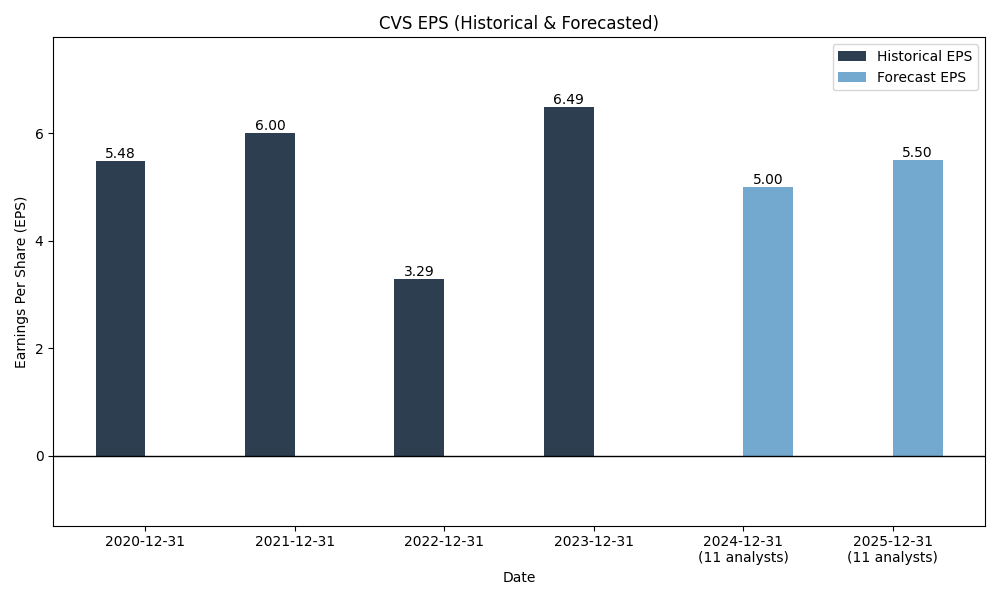 CVS EPS (Historical & Forecasted)
Historical EPS
Forecast EPS
Earnings Per Share (EPS)
6
4
2
0
5.48
6.00
3.29
6.49
5.00
5.50
2020-12-31
2021-12-31
2022-12-31
2023-12-31
2024-12-31
(11 analysts)
2025-12-31
(11 analysts)
Date